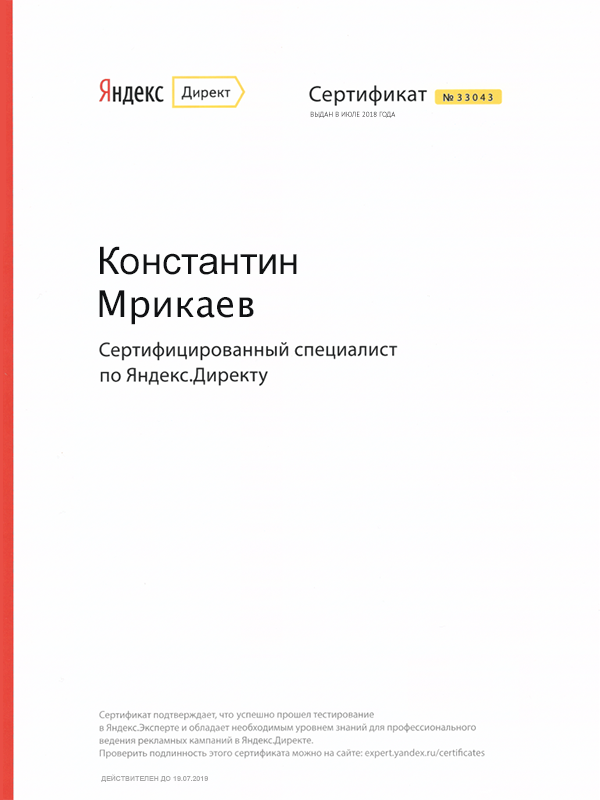 Яндекс Директ
Сертификат №33043
ВЫДАН В ИЮЛЕ 2018 ГОДА
Константин
Мрикаев
Сертифицированный специалист
по Яндекс.Директу
Сертификат подтверждает, что успешно прошел тестирование
в Яндекс.Эксперте и обладает необходимым уровнем знаний для профессионального
ведения рекламных кампаний в Яндекс.Директе.
Проверить подлинность этого сертификата можно на сайте: expert.yandex.ru/certificates
ДЕЙСТВИТЕЛЕН ДО 18.07.2019